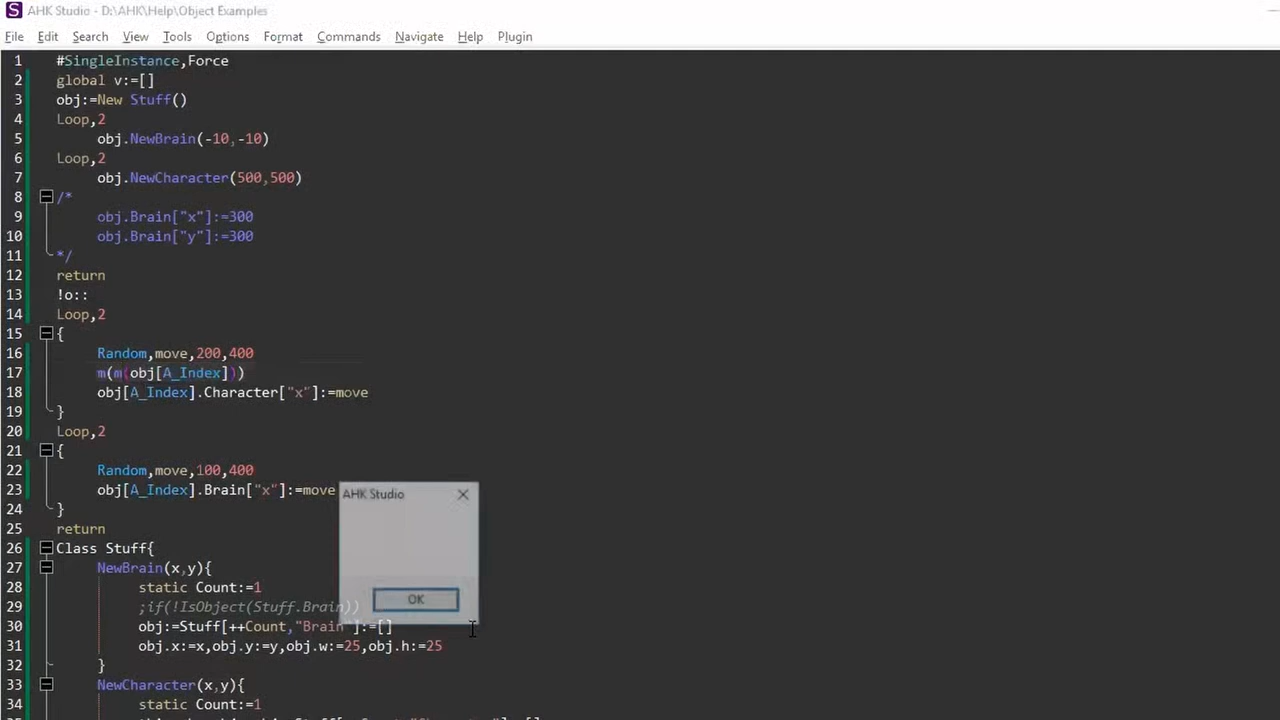 AHK Studio - D:\AHK\Help\Object Examples
File Edit Search View Tools Options Format Commands Navigate Help Plugin
1 #SingleInstance,Force
2 global v:=[]
3 obj:=New Stuff()
4 Loop,2
5 obj.NewBrain(-10,-10)
6 Loop,2
7 obj.NewCharacter(500,500)
8 /*
9 obj.Brain["x"]:=300
10 obj.Brain["y"]:=300
11 */
12 return
13 !o::
14 Loop,2
15 {
16 Random,move,200,400
17 m(m(obj[A_Index]))
18 obj[A_Index].Character["x"]:=move
19 }
20 Loop,2
21 {
22 Random,move,100,400
23 obj[A_Index].Brain["x"]:=move
24 }
25 return
26 Class Stuff{
27 NewBrain(x,y){
28 static Count:=1
29 ;if(!IsObject(Stuff.Brain))
30 obj:=Stuff[++Count,"Brain"]:=[]
31 obj.x:=x,obj.y:=y,obj.w:=25,obj.h:=25
32 }
33 NewCharacter(x,y){
34 static Count:=1
AHK Studio
OK